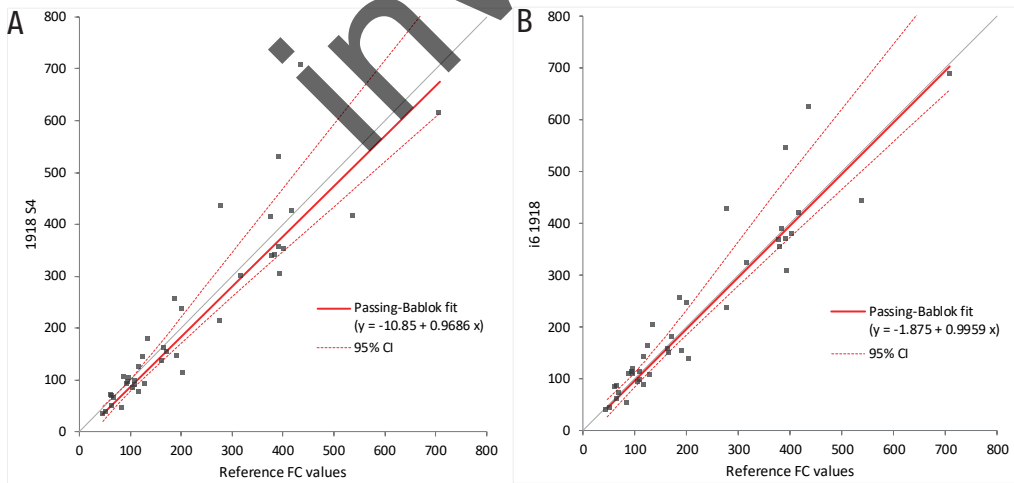 A
800
700
600
500
400
300
200
100
0
1918 S4
0 100 200 300 400 500 600 700 800
Reference FC values
Passing-Bablok fit
(y = -10.85 + 0.9686 x)
95% CI
B
800
700
600
500
400
300
200
100
0
i6 1918
0 100 200 300 400 500 600 700 800
Reference FC values
Passing-Bablok fit
(y = -1.875 + 0.9959 x)
95% CI
in